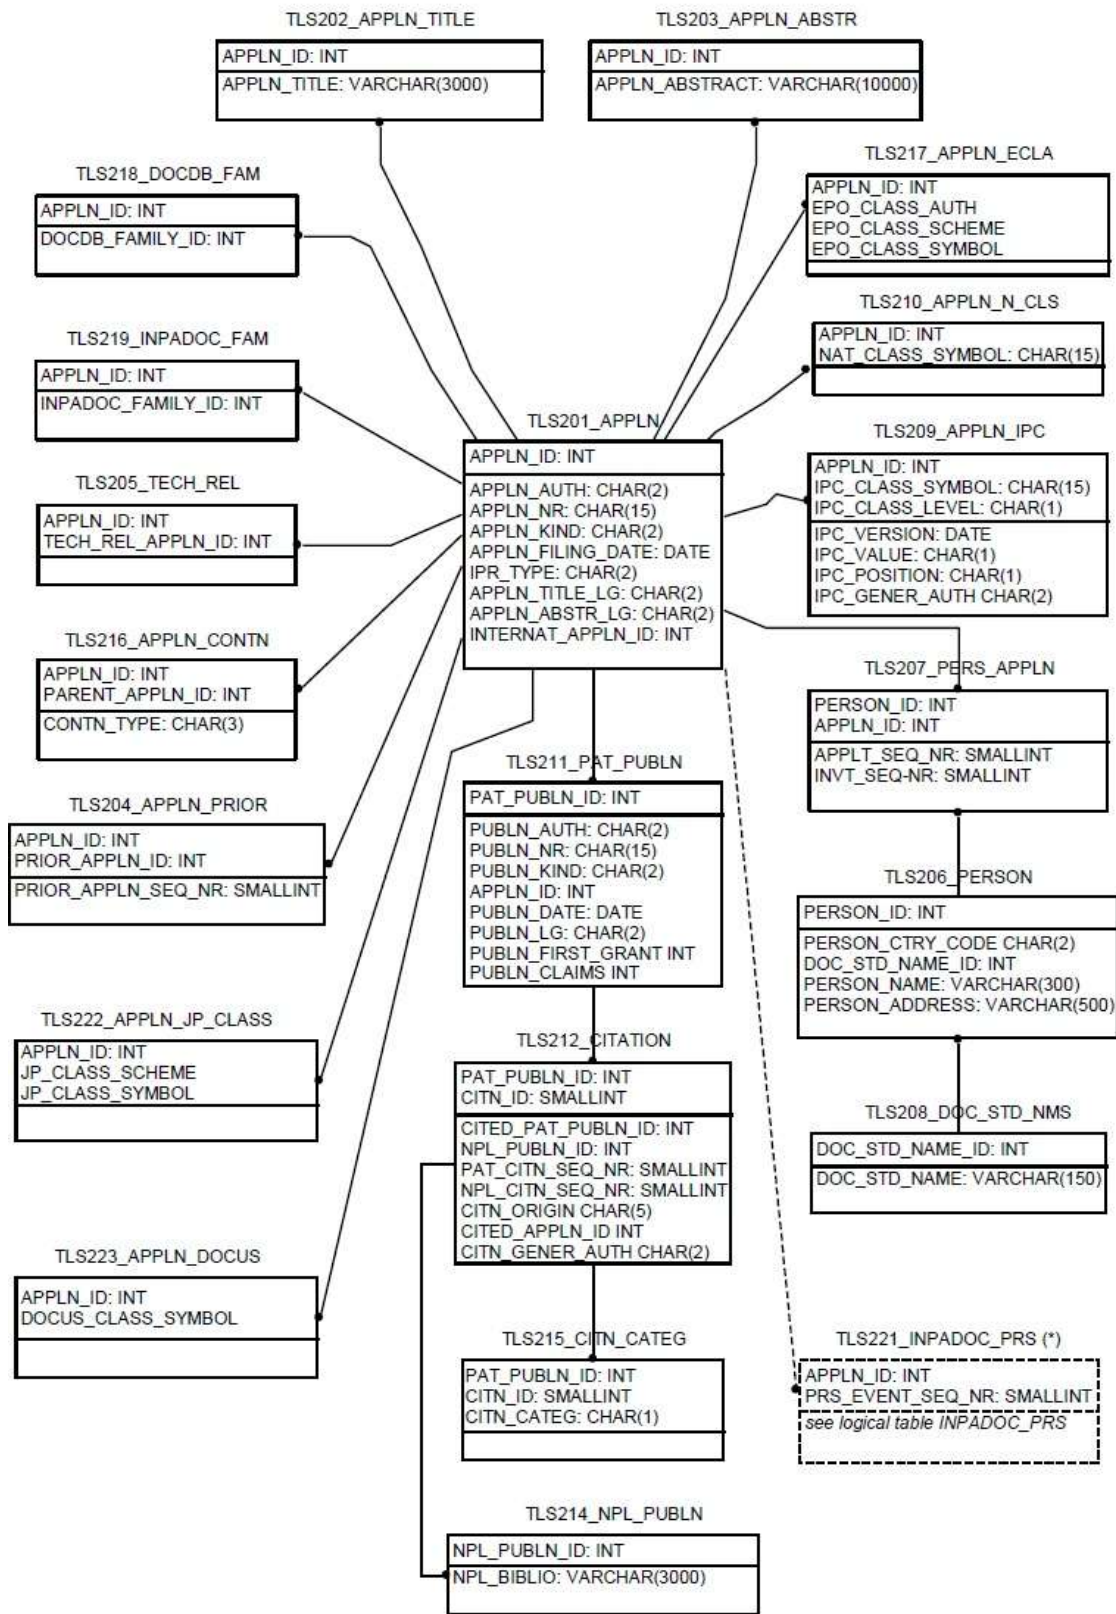 TLS202_APPLN_TITLE
APPLN_ID: INT
APPLN_TITLE: VARCHAR(3000)
TLS203_APPLN_ABSTR
APPLN_ID: INT
APPLN_ABSTRACT: VARCHAR(10000)
TLS218_DOCDB_FAM
APPLN_ID: INT
DOCDB_FAMILY_ID: INT
TLS217_APPLN_ECLA
APPLN_ID: INT
EPO_CLASS_AUTH
EPO_CLASS_SCHEME
EPO_CLASS_SYMBOL
TLS219_INPADOC_FAM
APPLN_ID: INT
INPADOC_FAMILY_ID: INT
TLS210_APPLN_N_CLS
APPLN_ID: INT
NAT_CLASS_SYMBOL: CHAR(15)
TLS201_APPLN
APPLN_ID: INT
APPLN_AUTH: CHAR(2)
APPLN_NR: CHAR(15)
APPLN_KIND: CHAR(2)
APPLN_FILING_DATE: DATE
IPR_TYPE: CHAR(2)
APPLN_TITLE_LG: CHAR(2)
APPLN_ABSTR_LG: CHAR(2)
INTERNAT_APPLN_ID: INT
TLS209_APPLN_IPC
APPLN_ID: INT
IPC_CLASS_SYMBOL: CHAR(15)
IPC_CLASS_LEVEL: CHAR(1)
IPC_VERSION: DATE
IPC_VALUE: CHAR(1)
IPC_POSITION: CHAR(1)
IPC_GENER_AUTH CHAR(2)
TLS205_TECH_REL
APPLN_ID: INT
TECH_REL_APPLN_ID: INT
TLS216_APPLN_CONTN
APPLN_ID: INT
PARENT_APPLN_ID: INT
CONTN_TYPE: CHAR(3)
TLS207_PERS_APPLN
PERSON_ID: INT
APPLN_ID: INT
APPLT_SEQ_NR: SMALLINT
INVT_SEQ-NR: SMALLINT
TLS211_PAT_PUBLN
PAT_PUBLN_ID: INT
PUBLN_AUTH: CHAR(2)
PUBLN_NR: CHAR(15)
PUBLN_KIND: CHAR(2)
APPLN_ID: INT
PUBLN_DATE: DATE
PUBLN_LG: CHAR(2)
PUBLN_FIRST_GRANT INT
PUBLN_CLAIMS INT
TLS204_APPLN_PRIOR
APPLN_ID: INT
PRIOR_APPLN_ID: INT
PRIOR_APPLN_SEQ_NR: SMALLINT
TLS206_PERSON
PERSON_ID: INT
PERSON_CTRY_CODE CHAR(2)
DOC_STD_NAME_ID: INT
PERSON_NAME: VARCHAR(300)
PERSON_ADDRESS: VARCHAR(500)
TLS222_APPLN_JP_CLASS
APPLN_ID: INT
JP_CLASS_SCHEME
JP_CLASS_SYMBOL
TLS212_CITATION
PAT_PUBLN_ID: INT
CITN_ID: SMALLINT
CITED_PAT_PUBLN_ID: INT
NPL_PUBLN_ID: INT
PAT_CITN_SEQ_NR: SMALLINT
NPL_CITN_SEQ_NR: SMALLINT
CITN_ORIGIN CHAR(5)
CITED_APPLN_ID INT
CITN_GENER_AUTH CHAR(2)
TLS208_DOC_STD_NMS
DOC_STD_NAME_ID: INT
DOC_STD_NAME: VARCHAR(150)
TLS223_APPLN_DOCUS
APPLN_ID: INT
DOCUS_CLASS_SYMBOL
TLS215_CITN_CATEG
PAT_PUBLN_ID: INT
CITN_ID: SMALLINT
CITN_CATEG: CHAR(1)
TLS221_INPADOC_PRS (*)
APPLN_ID: INT
PRS_EVENT_SEQ_NR: SMALLINT
see logical table INPADOC_PRS
TLS214_NPL_PUBLN
NPL_PUBLN_ID: INT
NPL_BIBLIO: VARCHAR(3000)